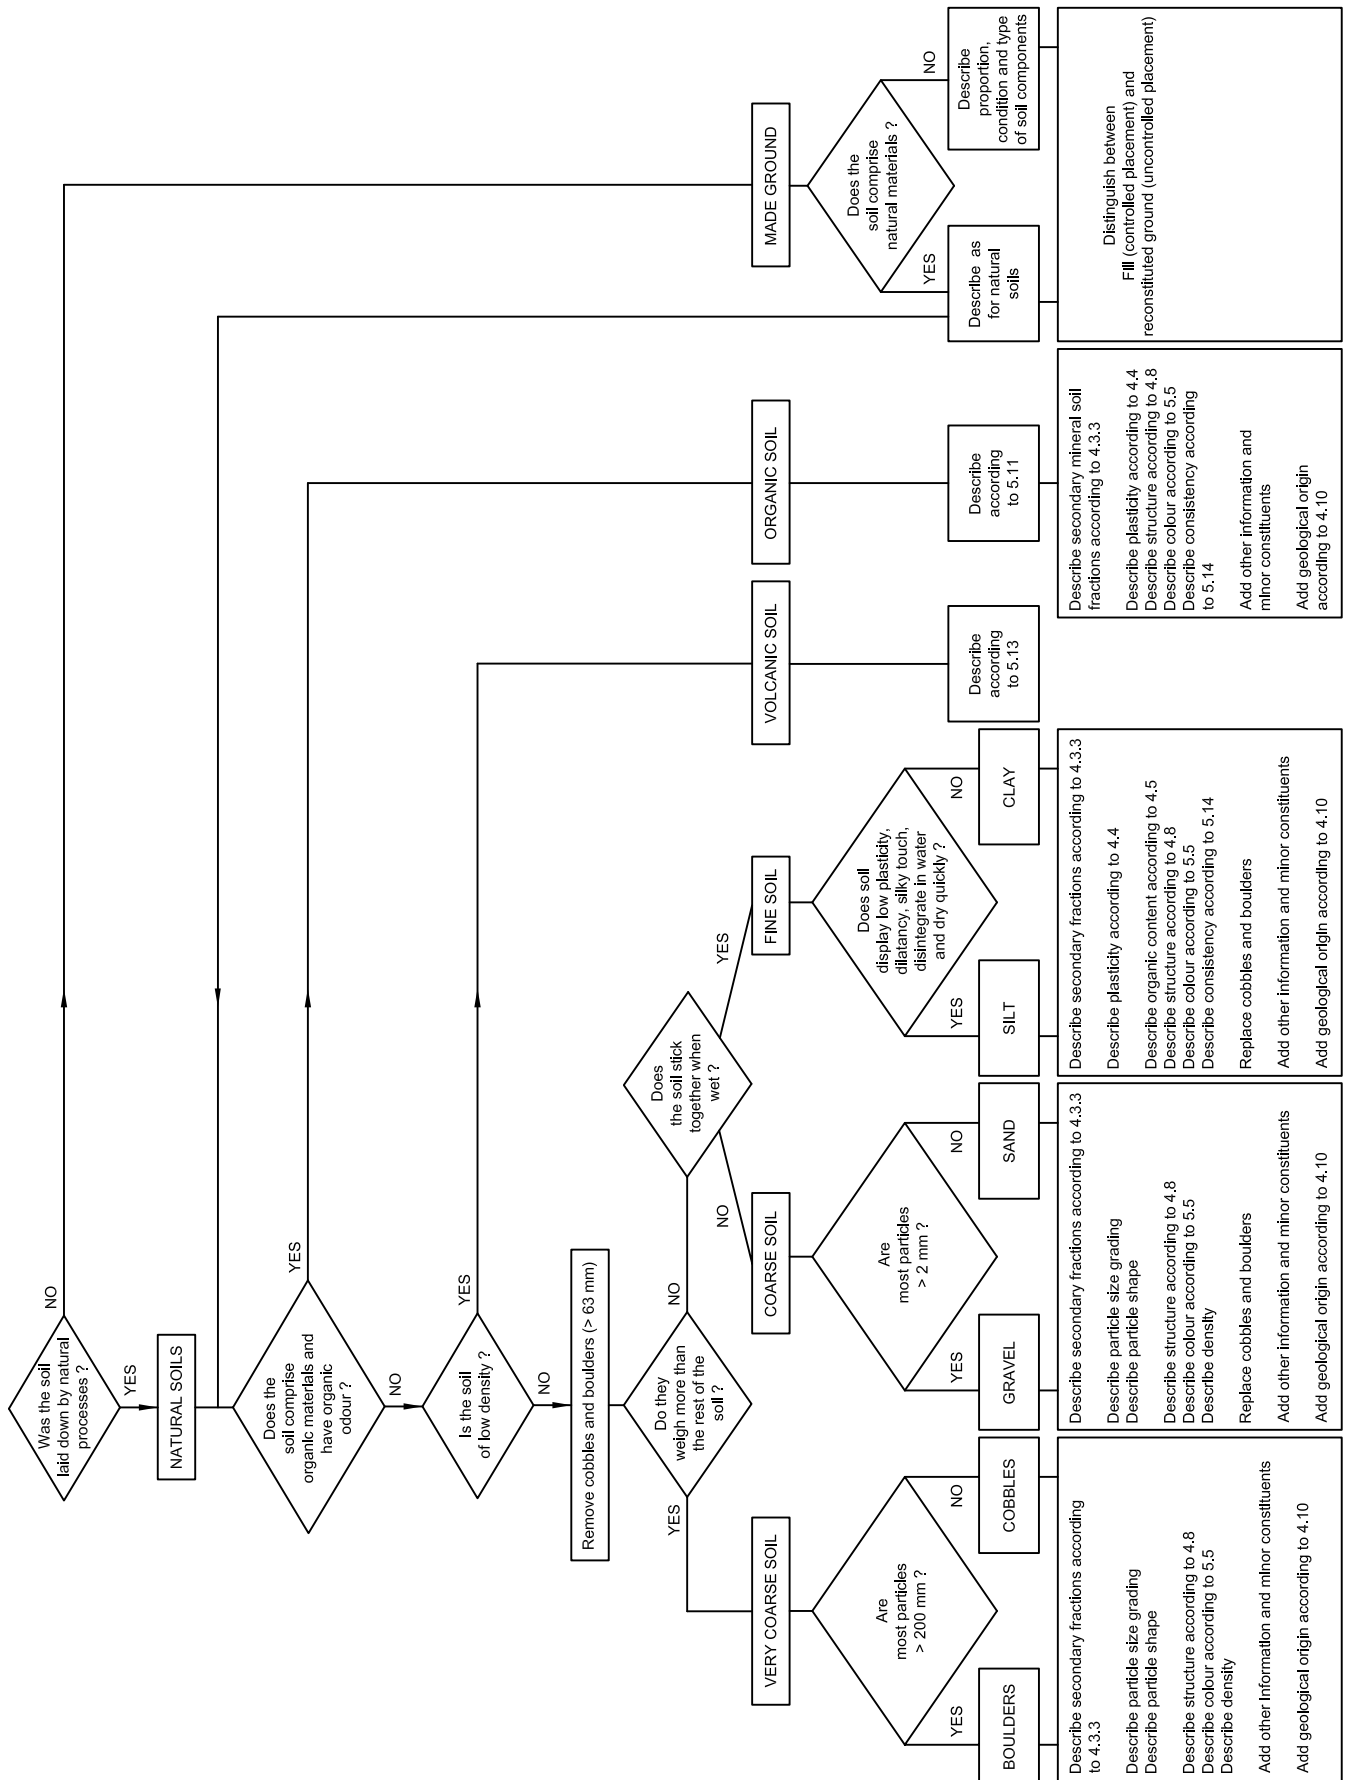 Was the soil
laid down by natural
processes ?
NO
YES
NATURAL SOILS
Does the
soil comprise
organic materials and
have organic
odour ?
YES
NO
Is the soil
of low density ?
YES
NO
Remove cobbles and boulders (> 63 mm)
Do they
weigh more than
the rest of the
soil ?
YES
NO
Does
the soil stick
together when
wet ?
NO
YES
VERY COARSE SOIL
COARSE SOIL
FINE SOIL
VOLCANIC SOIL
ORGANIC SOIL
MADE GROUND
Are
most particles
> 200 mm ?
YES
NO
Are
most particles
> 2 mm ?
YES
NO
Does soil
display low plasticity,
dilatancy, silky touch,
disintegrate in water
and dry quickly ?
YES
NO
Does the
soil comprise
natural materials ?
YES
NO
BOULDERS
COBBLES
GRAVEL
SAND
SILT
CLAY
Describe
according
to 5.13
Describe
according
to 5.11
Describe as
for natural
soils
Describe
proportion,
condition and type
of soil components
Describe secondary fractions according
to 4.3.3
Describe particle size grading
Describe particle shape
Describe structure according to 4.8
Describe colour according to 5.5
Describe density
Add other Information and minor constituents
Add geological origin according to 4.10
Describe secondary fractions according to 4.3.3
Describe particle size grading
Describe particle shape
Describe structure according to 4.8
Describe colour according to 5.5
Describe density
Replace cobbles and boulders
Add other information and minor constituents
Add geological origin according to 4.10
Describe secondary fractions according to 4.3.3
Describe plasticity according to 4.4
Describe organic content according to 4.5
Describe structure according to 4.8
Describe colour according to 5.5
Describe consistency according to 5.14
Replace cobbles and boulders
Add other information and minor constituents
Add geological origin according to 4.10
Describe secondary mineral soil
fractions according to 4.3.3
Describe plasticity according to 4.4
Describe structure according to 4.8
Describe colour according to 5.5
Describe consistency according
to 5.14
Add other information and
minor constituents
Add geological origin
according to 4.10
Distinguish between
Fill (controlled placement) and
reconstituted ground (uncontrolled placement)